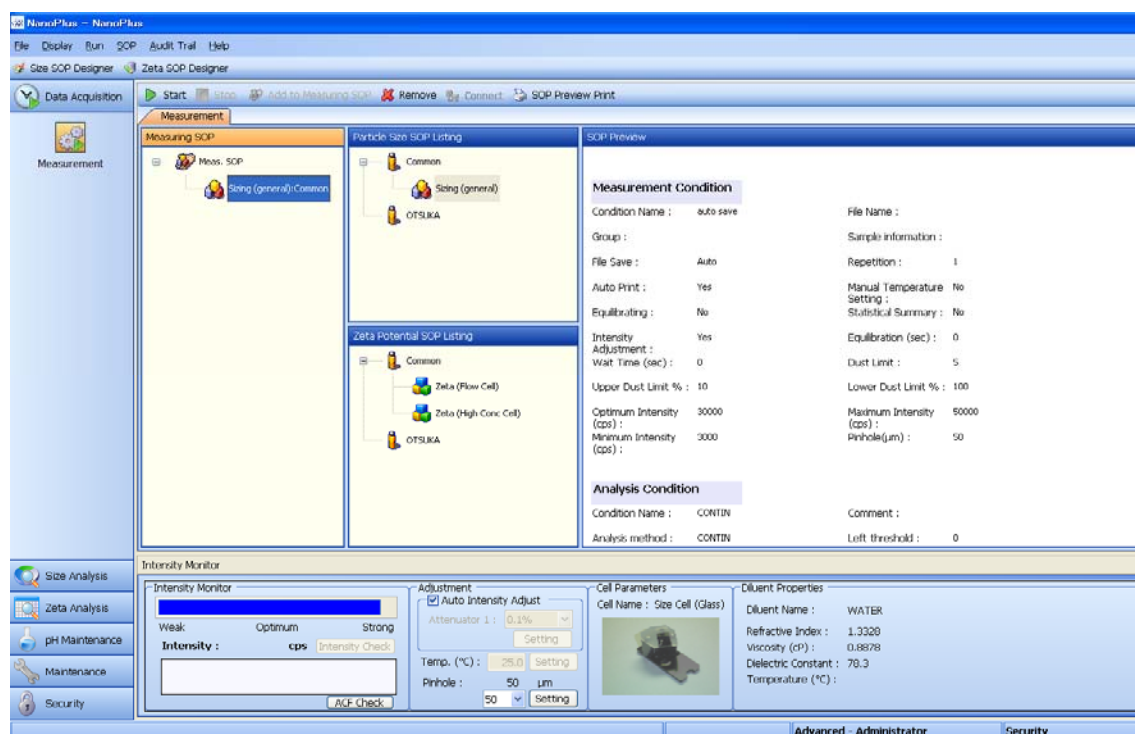 NanoPlus - NanoPlus
File Display Run SOP Audit Trail Help
Size SOP Designer Zeta SOP Designer
Data Acquisition
Start Stop Add to Measuring SOP Remove Connect SOP Preview Print
Measurement
Measurement
Measuring SOP
Meas. SOP
Sizing (general):Common
Particle Size SOP Listing
Common
Sizing (general)
OTSUKA
Zeta Potential SOP Listing
Common
Zeta (Flow Cell)
Zeta (High Conc Cell)
OTSUKA
SOP Preview
Measurement Condition
Condition Name : auto save File Name :
Group : Sample information :
File Save : Auto Repetition : 1
Auto Print : Yes Manual Temperature No
Setting :
Equilibrating : No Statistical Summary : No
Intensity Yes Equilibration (sec) : 0
Adjustment :
Wait Time (sec) : 0 Dust Limit : 5
Upper Dust Limit % : 10 Lower Dust Limit % : 100
Optimum Intensity 30000 Maximum Intensity 50000
(cps) : (cps) :
Minimum Intensity 3000 Pinhole(μm) : 50
(cps) :
Analysis Condition
Condition Name : CONTIN Comment :
Analysis method : CONTIN Left threshold : 0
Size Analysis
Zeta Analysis
pH Maintenance
Maintenance
Security
Intensity Monitor
Intensity Monitor
Weak Optimum Strong
Intensity : cps Intensity Check
ACF Check
Adjustment
Auto Intensity Adjust
Attenuator 1 : 0.1%
Setting
Temp. (°C) : 25.0 Setting
Pinhole : 50 μm
50 Setting
Cell Parameters
Cell Name : Size Cell (Glass)
Diluent Properties
Diluent Name : WATER
Refractive Index : 1.3328
Viscosity (cP) : 0.8878
Dielectric Constant : 78.3
Temperature (°C) :
Advanced - Administrator Security